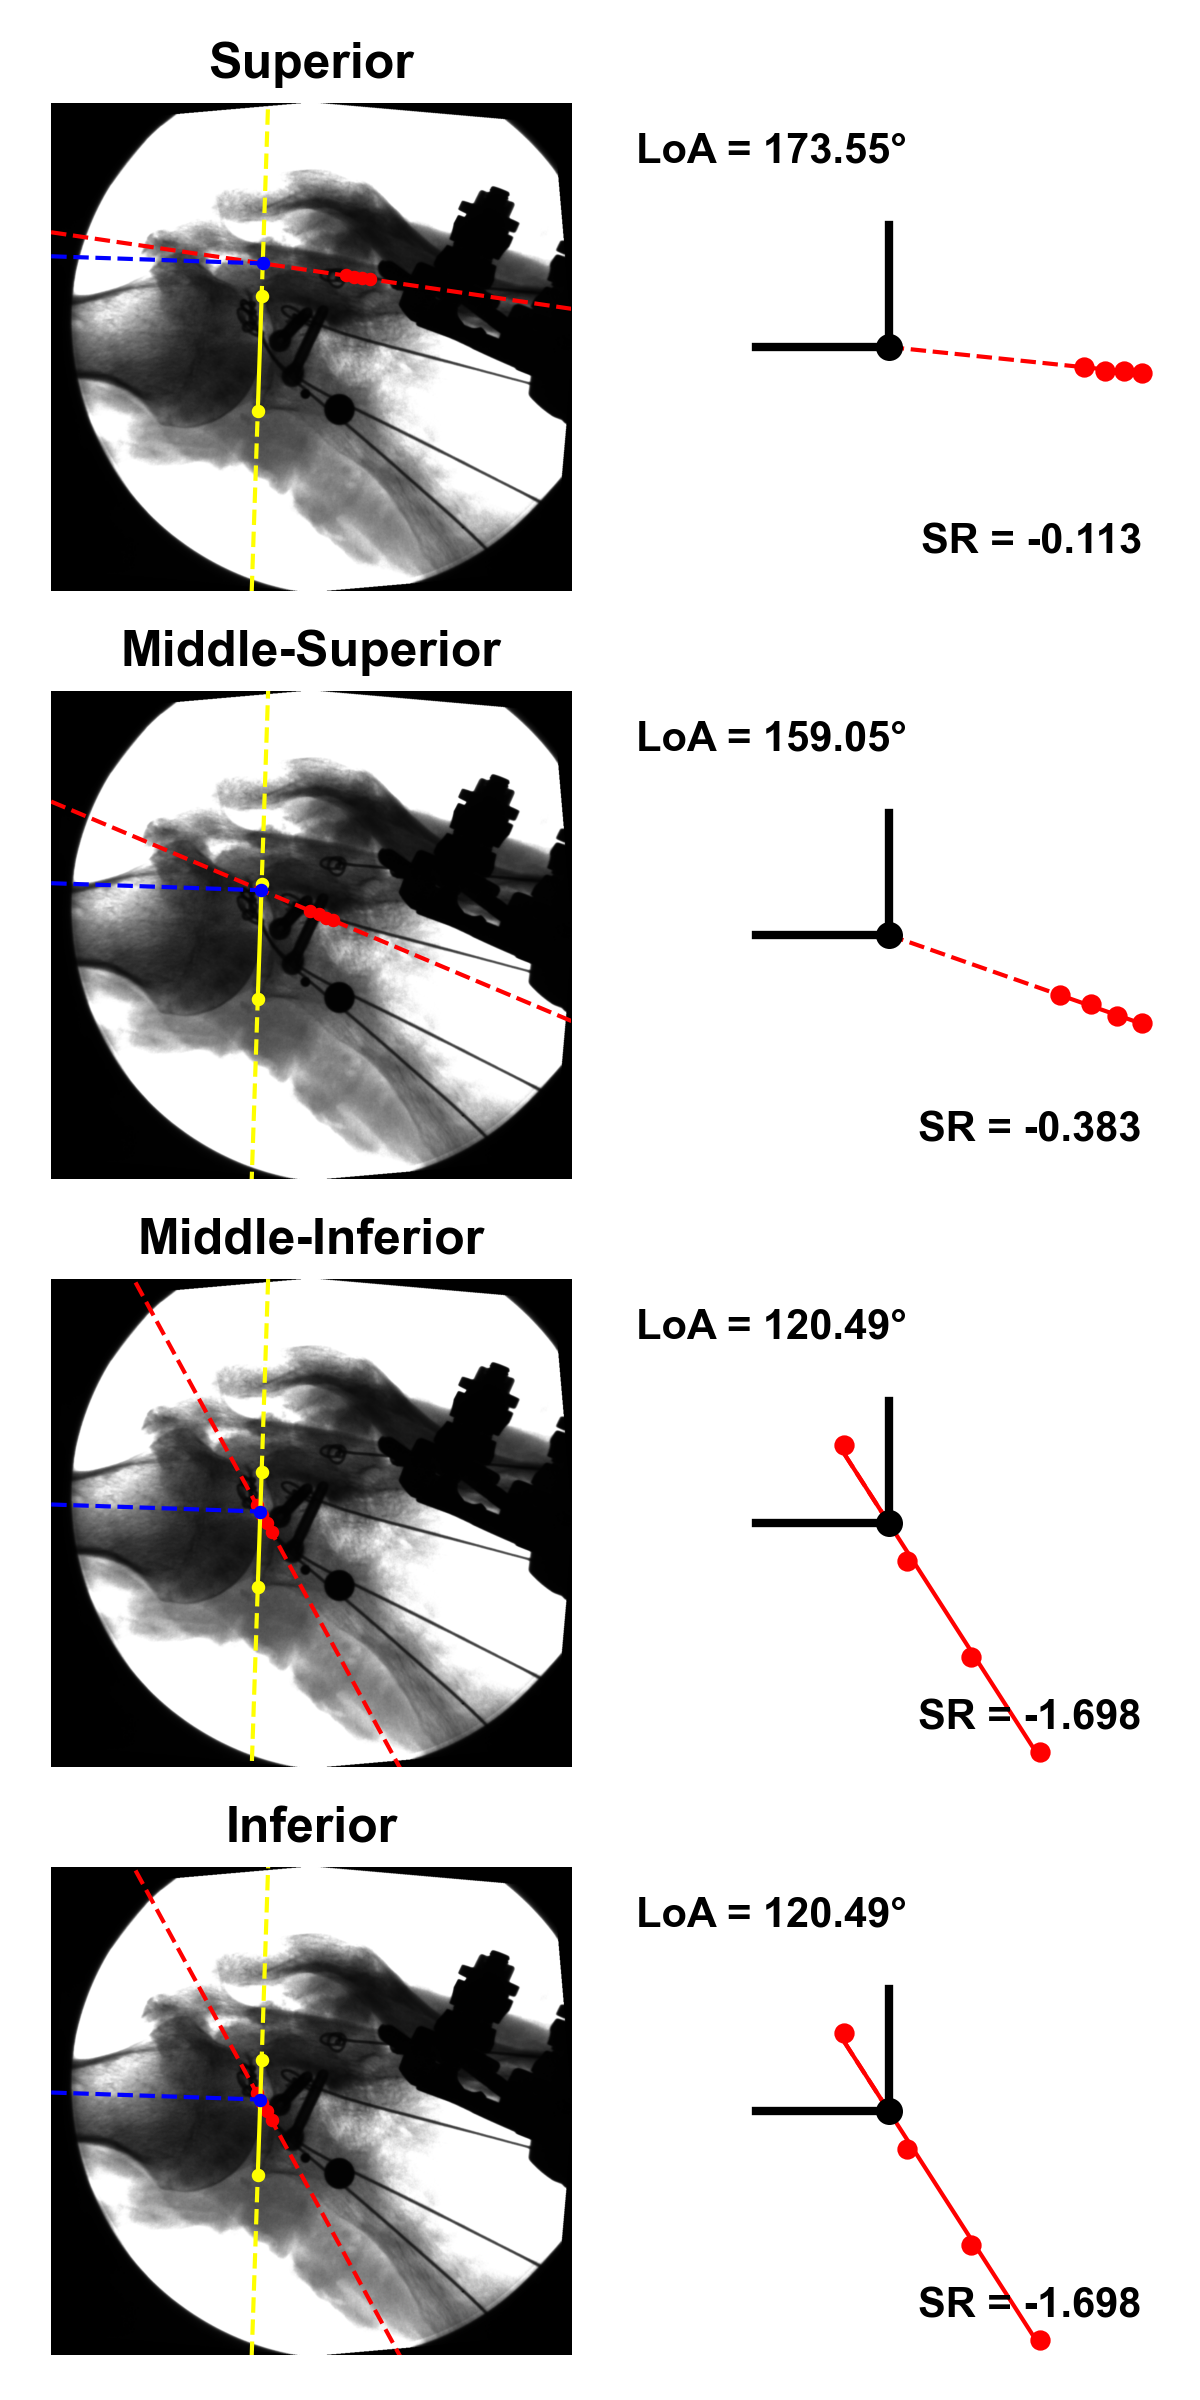 Superior
LoA = 173.55°
SR = -0.113
Middle-Superior
LoA = 159.05°
SR = -0.383
Middle-Inferior
LoA = 120.49°
SR = -1.698
Inferior
LoA = 120.49°
SR = -1.698